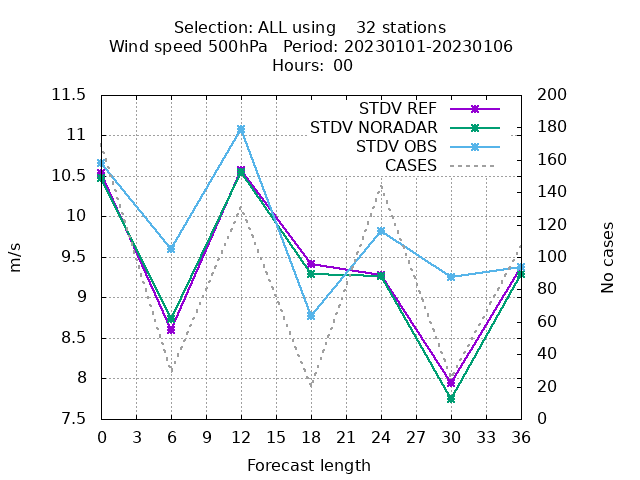 Selection: ALL using    32 stations
Wind speed 500hPa   Period: 20230101-20230106
Hours:  00
11.5
11
10.5
10
9.5
9
8.5
8
7.5
m/s
STDV REF
STDV NORADAR
STDV OBS
CASES
200
180
160
140
120
100
80
60
40
20
0
No cases
0 3 6 9 12 15 18 21 24 27 30 33 36
Forecast length